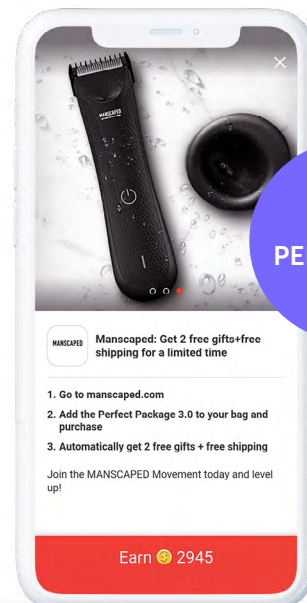 MANSCAPED
PE
MANSCAPED
Manscaped: Get 2 free gifts+free
shipping for a limited time
1. Go to manscaped.com
2. Add the Perfect Package 3.0 to your bag and
purchase
3. Automatically get 2 free gifts + free shipping
Join the MANSCAPED Movement today and level
up!
Earn 2945